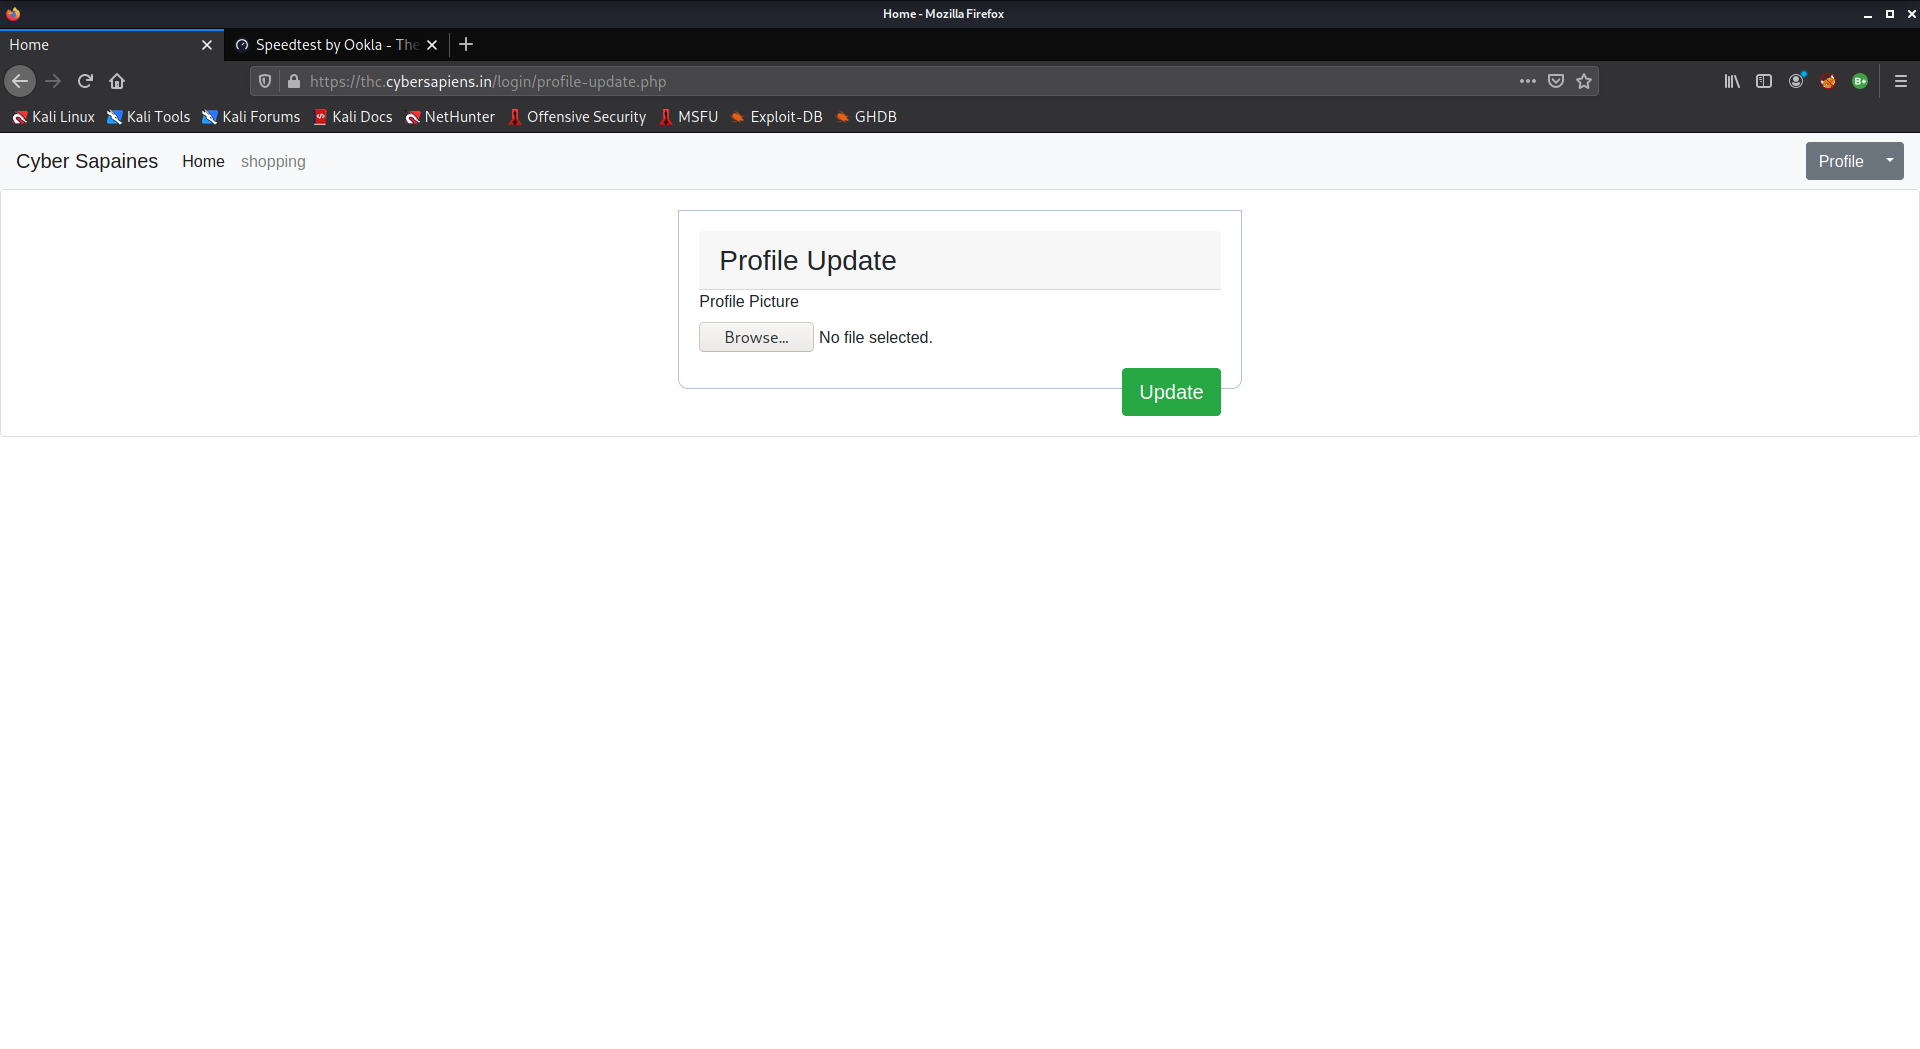 Home - Mozilla Firefox
Home Speedtest by Ookla - The
https://thc.cybersapiens.in/login/profile-update.php
Kali Linux Kali Tools Kali Forums Kali Docs NetHunter Offensive Security MSFU Exploit-DB GHDB
Cyber Sapaines Home shopping Profile
Profile Update
Profile Picture
Browse... No file selected.
Update